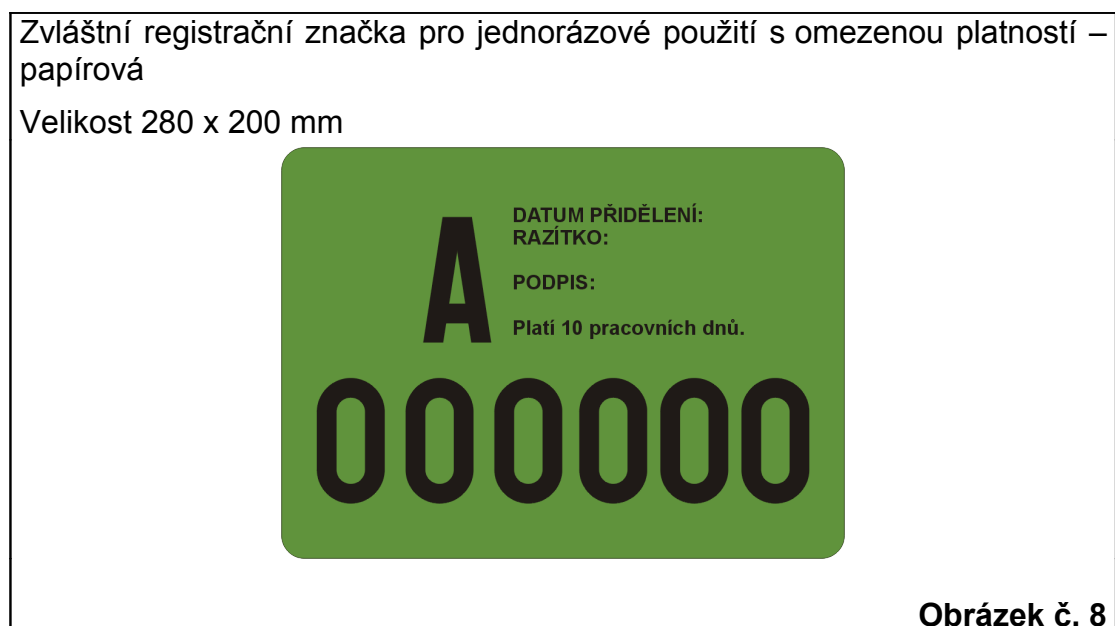 Zvláštní registrační značka pro jednorázové použití s omezenou platností –
papírová
Velikost 280 x 200 mm
A
DATUM PŘIDĚLENÍ:
RAZÍTKO:
PODPIS:
Platí 10 pracovních dnů.
000000
Obrázek č. 8